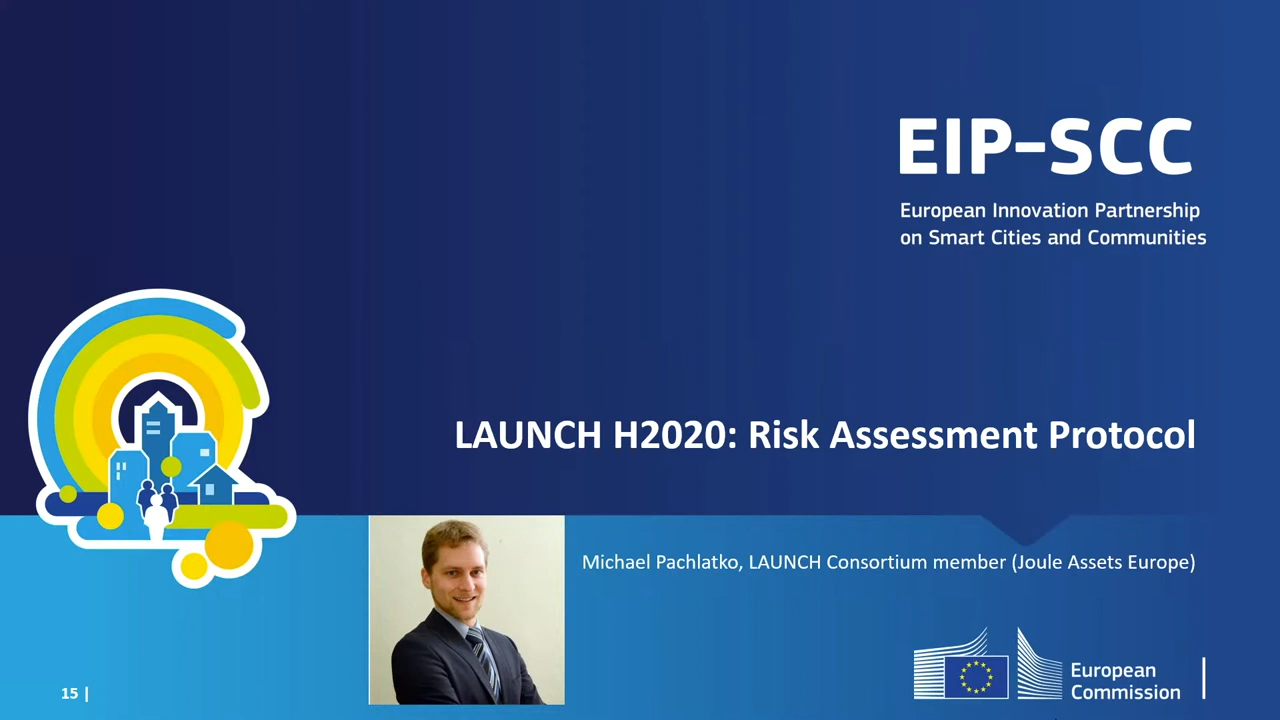 EIP-SCC
European Innovation Partnership
on Smart Cities and Communities
LAUNCH H2020: Risk Assessment Protocol
Michael Pachlatko, LAUNCH Consortium member (Joule Assets Europe)
European
Commission
15 |